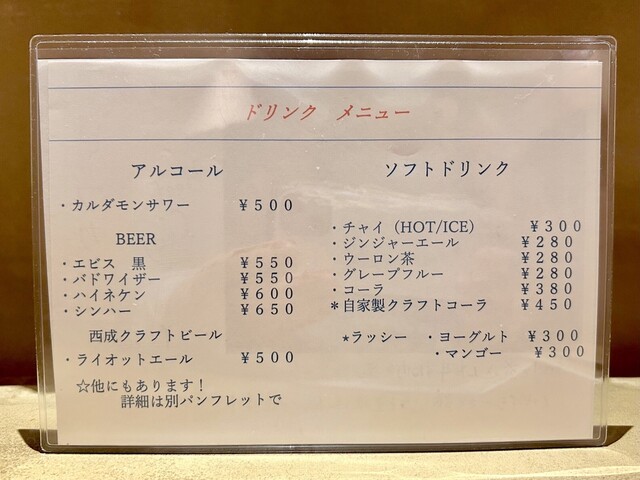 ドリンク メニュー
アルコール
・カルダモンサワー ¥500
BEER
・エビス 黒 ¥550
・バドワイザー ¥550
・ハイネケン ¥600
・シンハー ¥650
西成クラフトビール
・ライオットエール ¥500
☆他にもあります！
詳細は別パンフレットで
ソフトドリンク
・チャイ（HOT/ICE） ¥300
・ジンジャーエール ¥280
・ウーロン茶 ¥280
・グレープフルー ¥280
・コーラ ¥380
＊自家製クラフトコーラ ¥450
★ラッシー ・ヨーグルト ¥300
・マンゴー ¥300